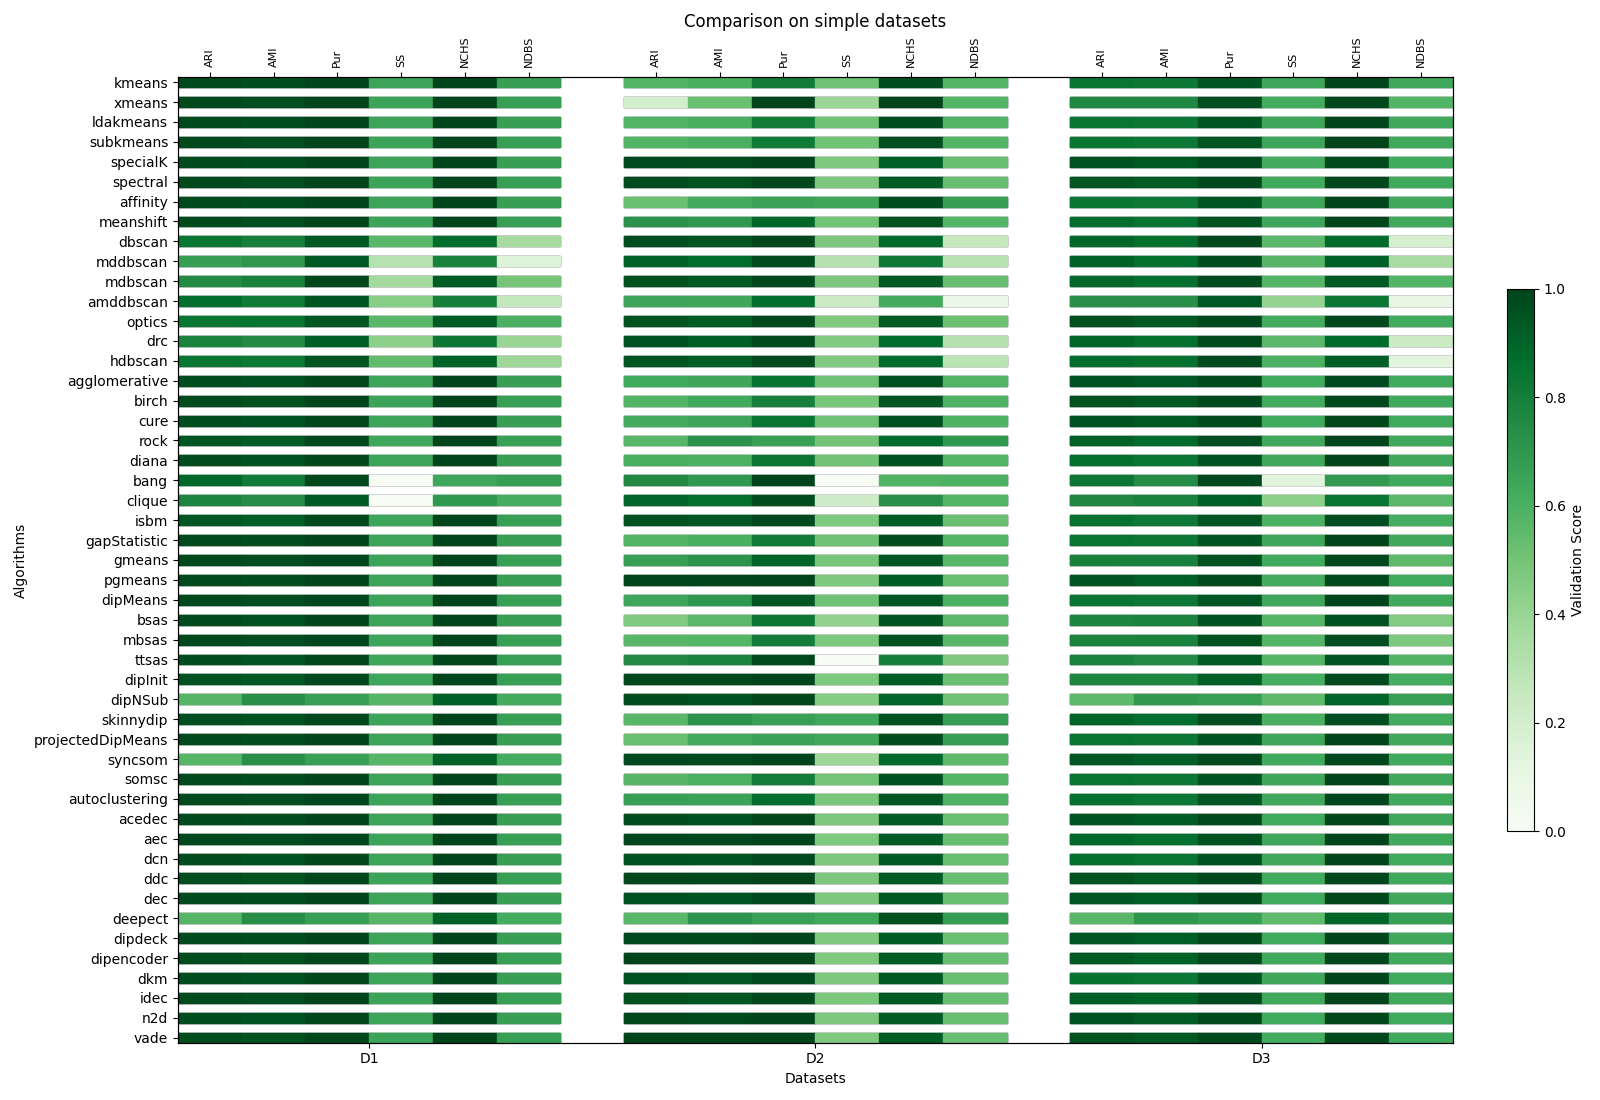 Comparison on simple datasets
ARI AMI Pur SS NCHS NDBS ARI AMI Pur SS NCHS NDBS ARI AMI Pur SS NCHS NDBS
kmeans
xmeans
ldakmeans
subkmeans
specialK
spectral
affinity
meanshift
dbscan
mddbscan
mdbscan
amddbscan
optics
drc
hdbscan
agglomerative
birch
cure
rock
diana
bang
clique
isbm
gapStatistic
gmeans
pgmeans
dipMeans
bsas
mbsas
ttsas
dipInit
dipNSub
skinnydip
projectedDipMeans
syncsom
somsc
autoclustering
acedec
aec
dcn
ddc
dec
deepect
dipdeck
dipencoder
dkm
idec
n2d
vade
Algorithms
D1 D2 D3
Datasets
1.0
0.8
0.6
0.4
0.2
0.0
Validation Score